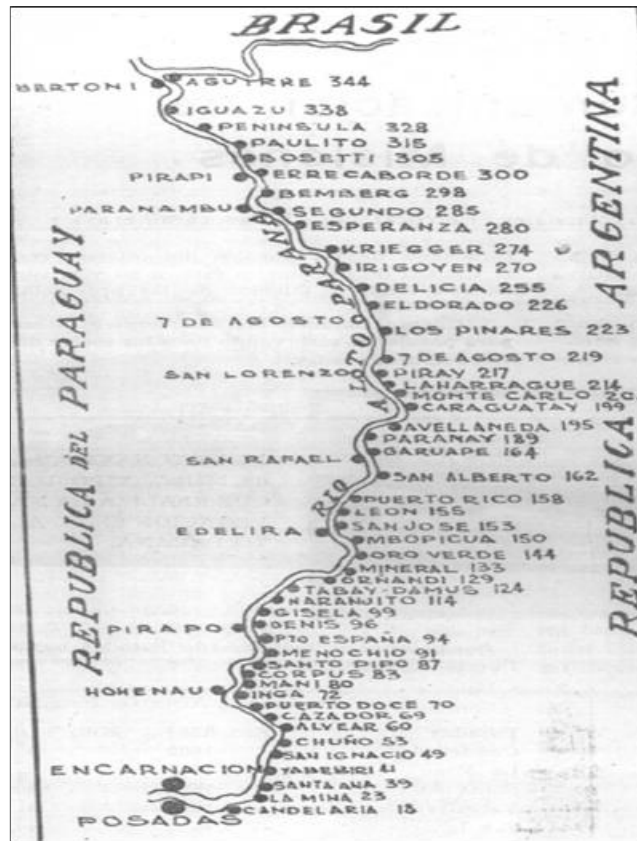 BRASIL
AGUIRRE 344
BERTONI
IGUAZU 338
PENINSULA 328
PAULITO 315
BOSETTI 305
ERRECABORDE 300
PIRAPI
BEMBERG 298
PARANAMBU
SEGUNDO 285
ESPERANZA 280
KRIEGGER 274
IRIGOYEN 270
DELICIA 255
ELDORADO 226
7 DE AGOSTO
LOS PINARES 223
7 DE AGOSTO 219
SAN LORENZO
PIRAY 217
LAHARRAGUE 214
MONTE CARLO
CARAGUATAY 199
AVELLANEDA 195
PARANAY 189
GARUAPE 164
SAN RAFAEL
SAN ALBERTO 162
PUERTO RICO 158
LEON 155
SAN JOSE 153
EDELIRA
MBOPICUA 150
ORO VERDE 144
MINERAL 133
ORNANDI 129
TABAY-DAMUS 124
NARANJITO 114
GISELA 99
DENIS 96
PIRAPO
PTO ESPAÑA 94
MENOCHIO 91
SANTO PIPO 87
CORPUS 83
MANI 80
HOHENAU
INGA 72
PUERTO DOCE 70
CAZADOR 69
ALVEAR 60
CHUÑO 53
SAN IGNACIO 49
ENCARNACION
YABEBIRI 41
SANTA ANA 39
LA MINA 23
CANDELARIA 18
POSADAS
RIO ALTO PARANA
REPUBLICA DEL PARAGUAY
REPUBLICA ARGENTINA